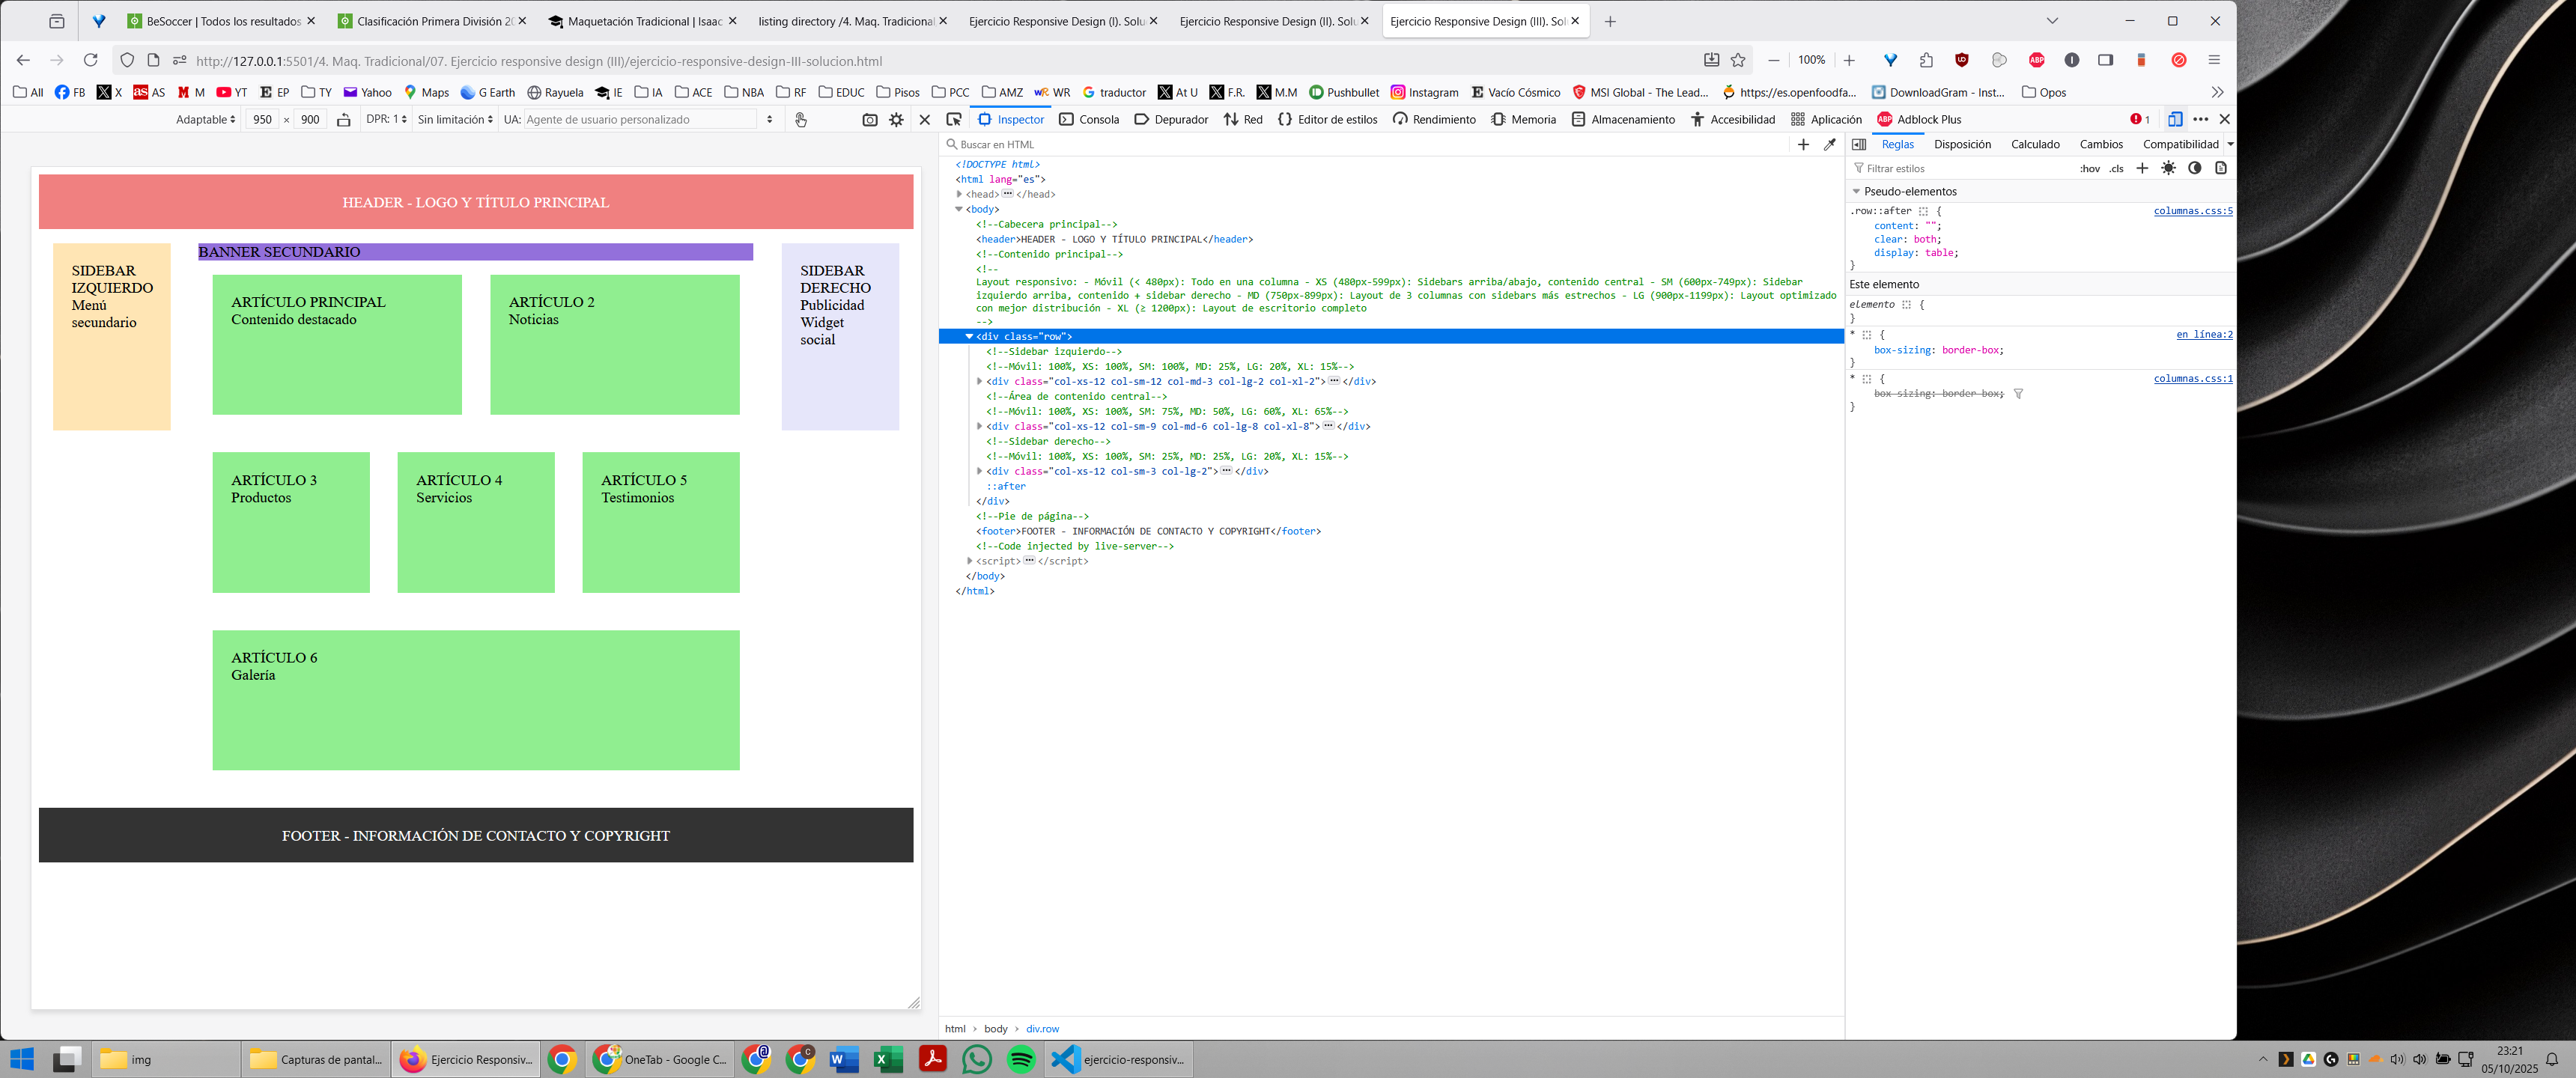 BeSoccer | Todos los resultados
Clasificación Primera División 20
Maquetación Tradicional | Isaac
listing directory /4. Maq. Tradicional
Ejercicio Responsive Design (I). Solu
Ejercicio Responsive Design (II). Solu
Ejercicio Responsive Design (III). Sol
http://127.0.0.1:5501/4. Maq. Tradicional/07. Ejercicio responsive design (III)/ejercicio-responsive-design-III-solucion.html
100%
All FB X AS M YT EP TY Yahoo Maps G Earth Rayuela IE IA ACE NBA RF EDUC Pisos PCC AMZ WR traductor At U F.R. M.M Pushbullet Instagram Vacío Cósmico MSI Global - The Lead... https://es.openfoodfa... DownloadGram - Inst... Opos
Adaptable 950 × 900 DPR: 1 Sin limitación UA: Agente de usuario personalizado
Inspector Consola Depurador Red Editor de estilos Rendimiento Memoria Almacenamiento Accesibilidad Aplicación Adblock Plus 1
HEADER - LOGO Y TÍTULO PRINCIPAL
SIDEBAR
IZQUIERDO
Menú
secundario
BANNER SECUNDARIO
ARTÍCULO PRINCIPAL
Contenido destacado
ARTÍCULO 2
Noticias
SIDEBAR
DERECHO
Publicidad
Widget
social
ARTÍCULO 3
Productos
ARTÍCULO 4
Servicios
ARTÍCULO 5
Testimonios
ARTÍCULO 6
Galería
FOOTER - INFORMACIÓN DE CONTACTO Y COPYRIGHT
Buscar en HTML
<!DOCTYPE html>
<html lang="es">
<head> ... </head>
<body>
<!--Cabecera principal-->
<header>HEADER - LOGO Y TÍTULO PRINCIPAL</header>
<!--Contenido principal-->
<!--
Layout responsivo: - Móvil (< 480px): Todo en una columna - XS (480px-599px): Sidebars arriba/abajo, contenido central - SM (600px-749px): Sidebar
izquierdo arriba, contenido + sidebar derecho - MD (750px-899px): Layout de 3 columnas con sidebars más estrechos - LG (900px-1199px): Layout optimizado
con mejor distribución - XL (≥ 1200px): Layout de escritorio completo
-->
<div class="row">
<!--Sidebar izquierdo-->
<!--Móvil: 100%, XS: 100%, SM: 100%, MD: 25%, LG: 20%, XL: 15%-->
<div class="col-xs-12 col-sm-12 col-md-3 col-lg-2 col-xl-2"> ... </div>
<!--Área de contenido central-->
<!--Móvil: 100%, XS: 100%, SM: 75%, MD: 50%, LG: 60%, XL: 65%-->
<div class="col-xs-12 col-sm-9 col-md-6 col-lg-8 col-xl-8"> ... </div>
<!--Sidebar derecho-->
<!--Móvil: 100%, XS: 100%, SM: 25%, MD: 25%, LG: 20%, XL: 15%-->
<div class="col-xs-12 col-sm-3 col-lg-2"> ... </div>
::after
</div>
<!--Pie de página-->
<footer>FOOTER - INFORMACIÓN DE CONTACTO Y COPYRIGHT</footer>
<!--Code injected by live-server-->
<script> ... </script>
</body>
</html>
html > body > div.row
Reglas Disposición Calculado Cambios Compatibilidad
Filtrar estilos :hov .cls
Pseudo-elementos
.row::after { columnas.css:5
content: "";
clear: both;
display: table;
}
Este elemento
elemento {
}
* { en línea:2
box-sizing: border-box;
}
* { columnas.css:1
box-sizing: border-box;
}
img
Capturas de pantal...
Ejercicio Responsiv...
OneTab - Google C...
ejercicio-responsiv...
23:21
05/10/2025